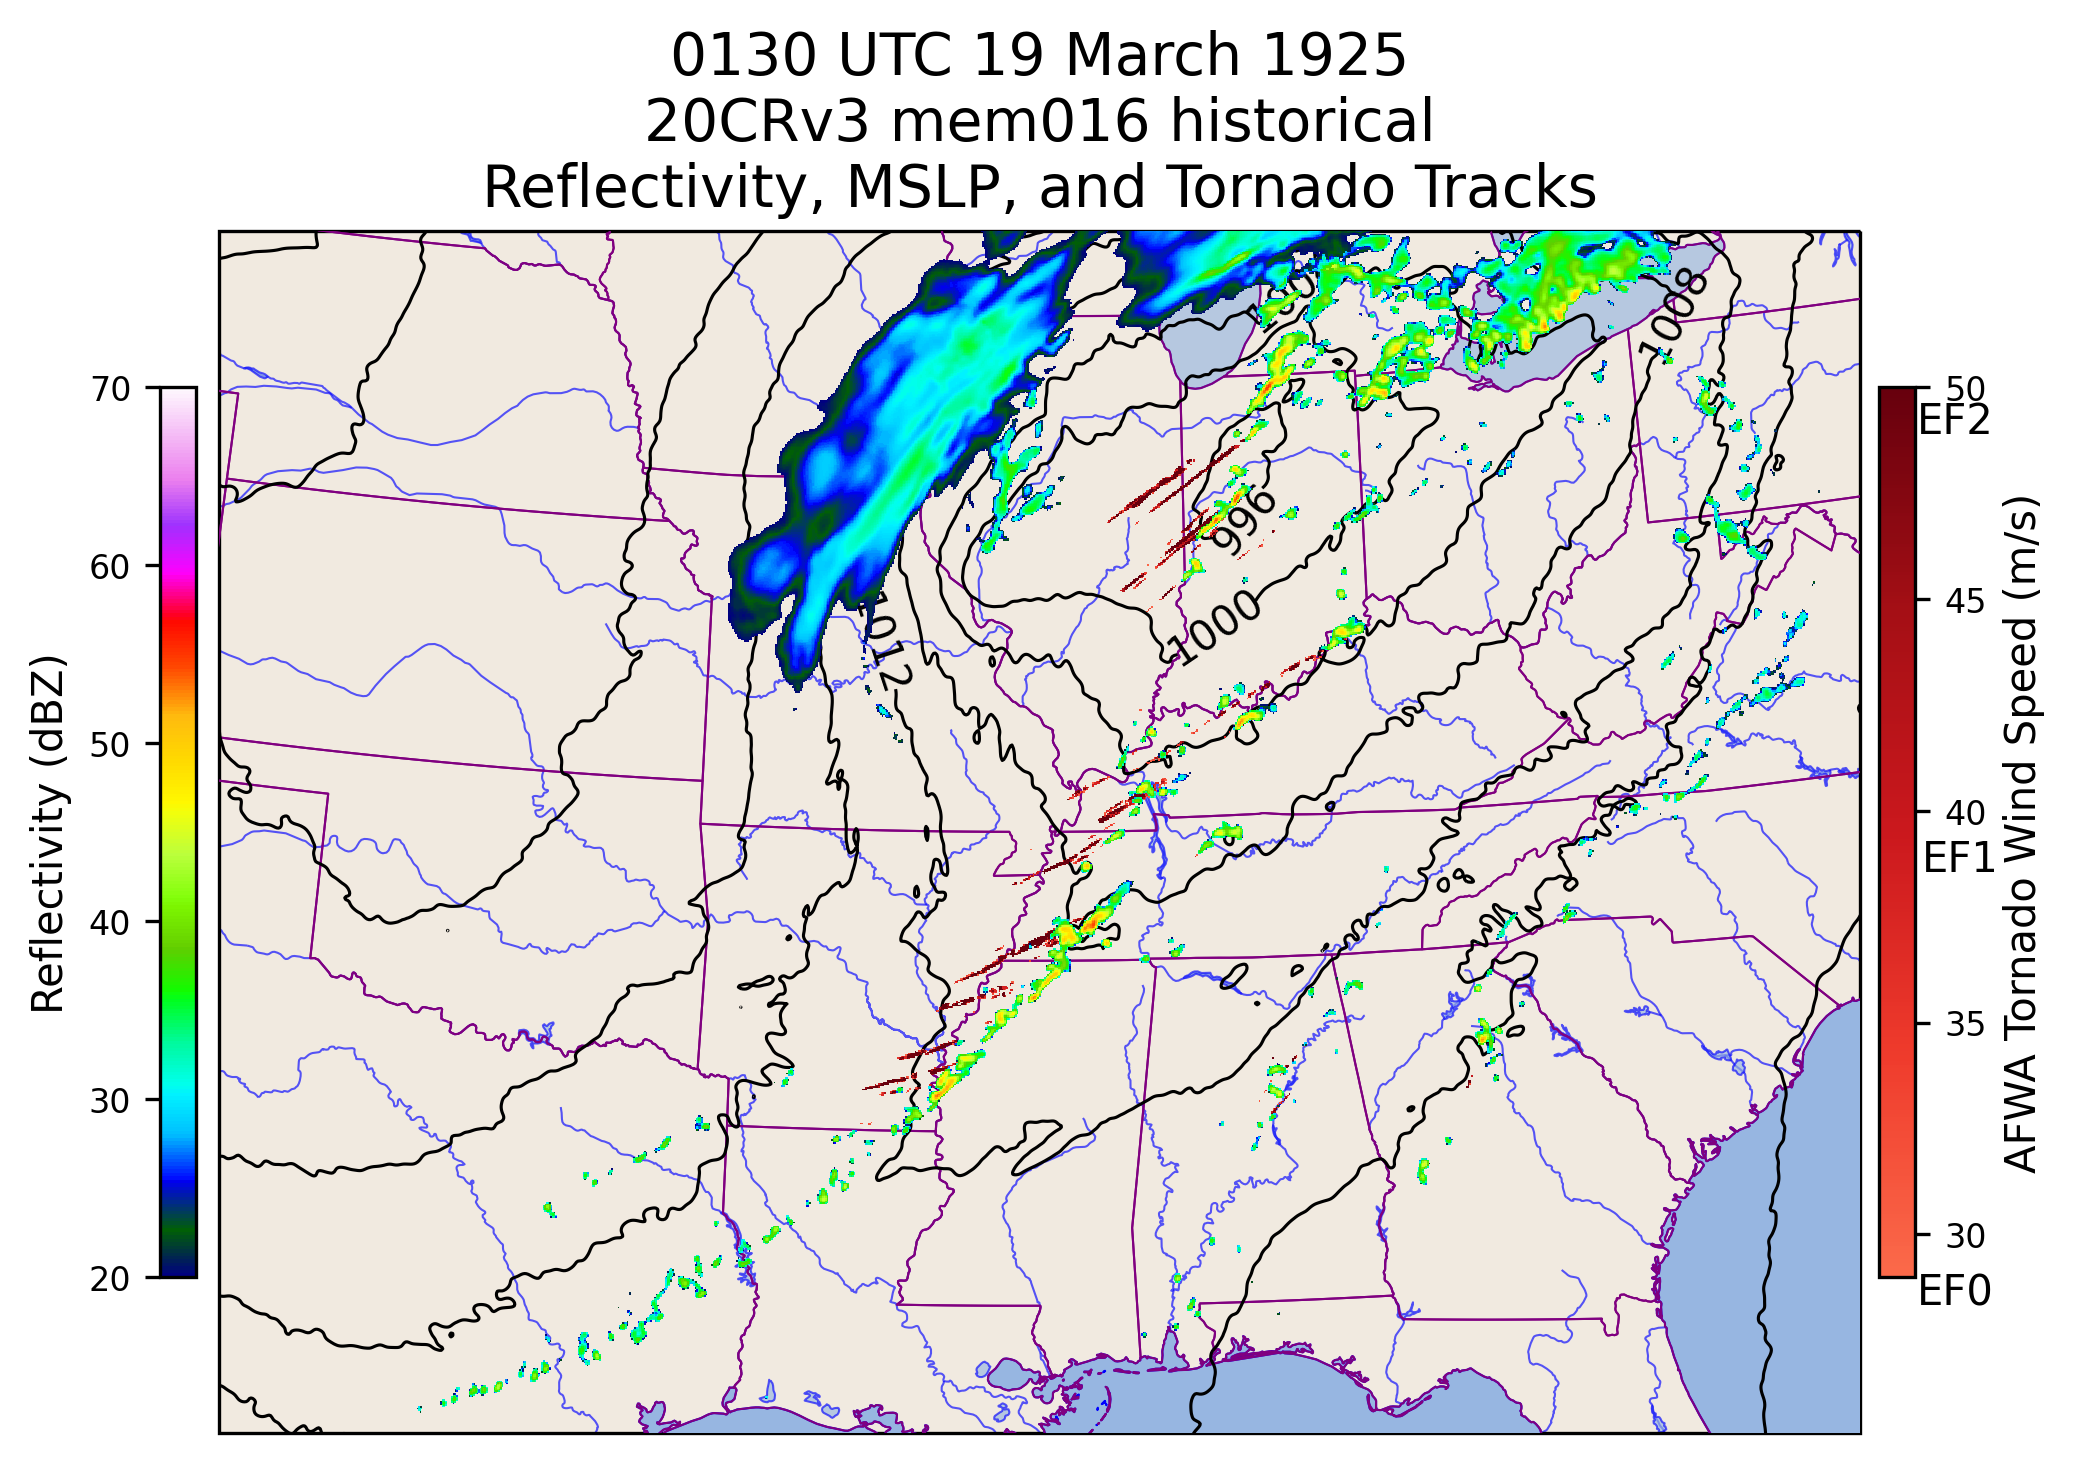 0130 UTC 19 March 1925
20CRv3 mem016 historical
Reflectivity, MSLP, and Tornado Tracks
Reflectivity (dBZ)
70
60
50
40
30
20
1008
996
1000
1012
50
EF2
45
40
EF1
35
30
EF0
AFWA Tornado Wind Speed (m/s)